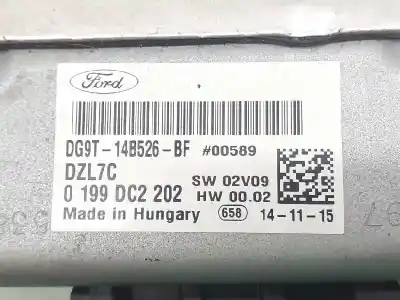 Ford
DG9T-14B526-BF #00589
DZL7C
SW 02V09
0 199 DC2 202 HW 00.02
Made in Hungary 658 14-11-15